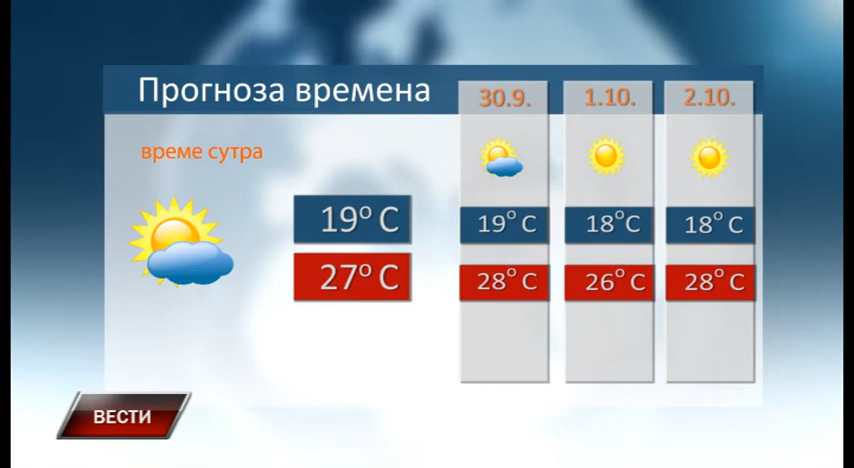 Прогноза времена
време сутра
19° C
27° C
30.9. 1.10. 2.10.
19° C 18°C 18° C
28° C 26° C 28° C
ВЕСТИ